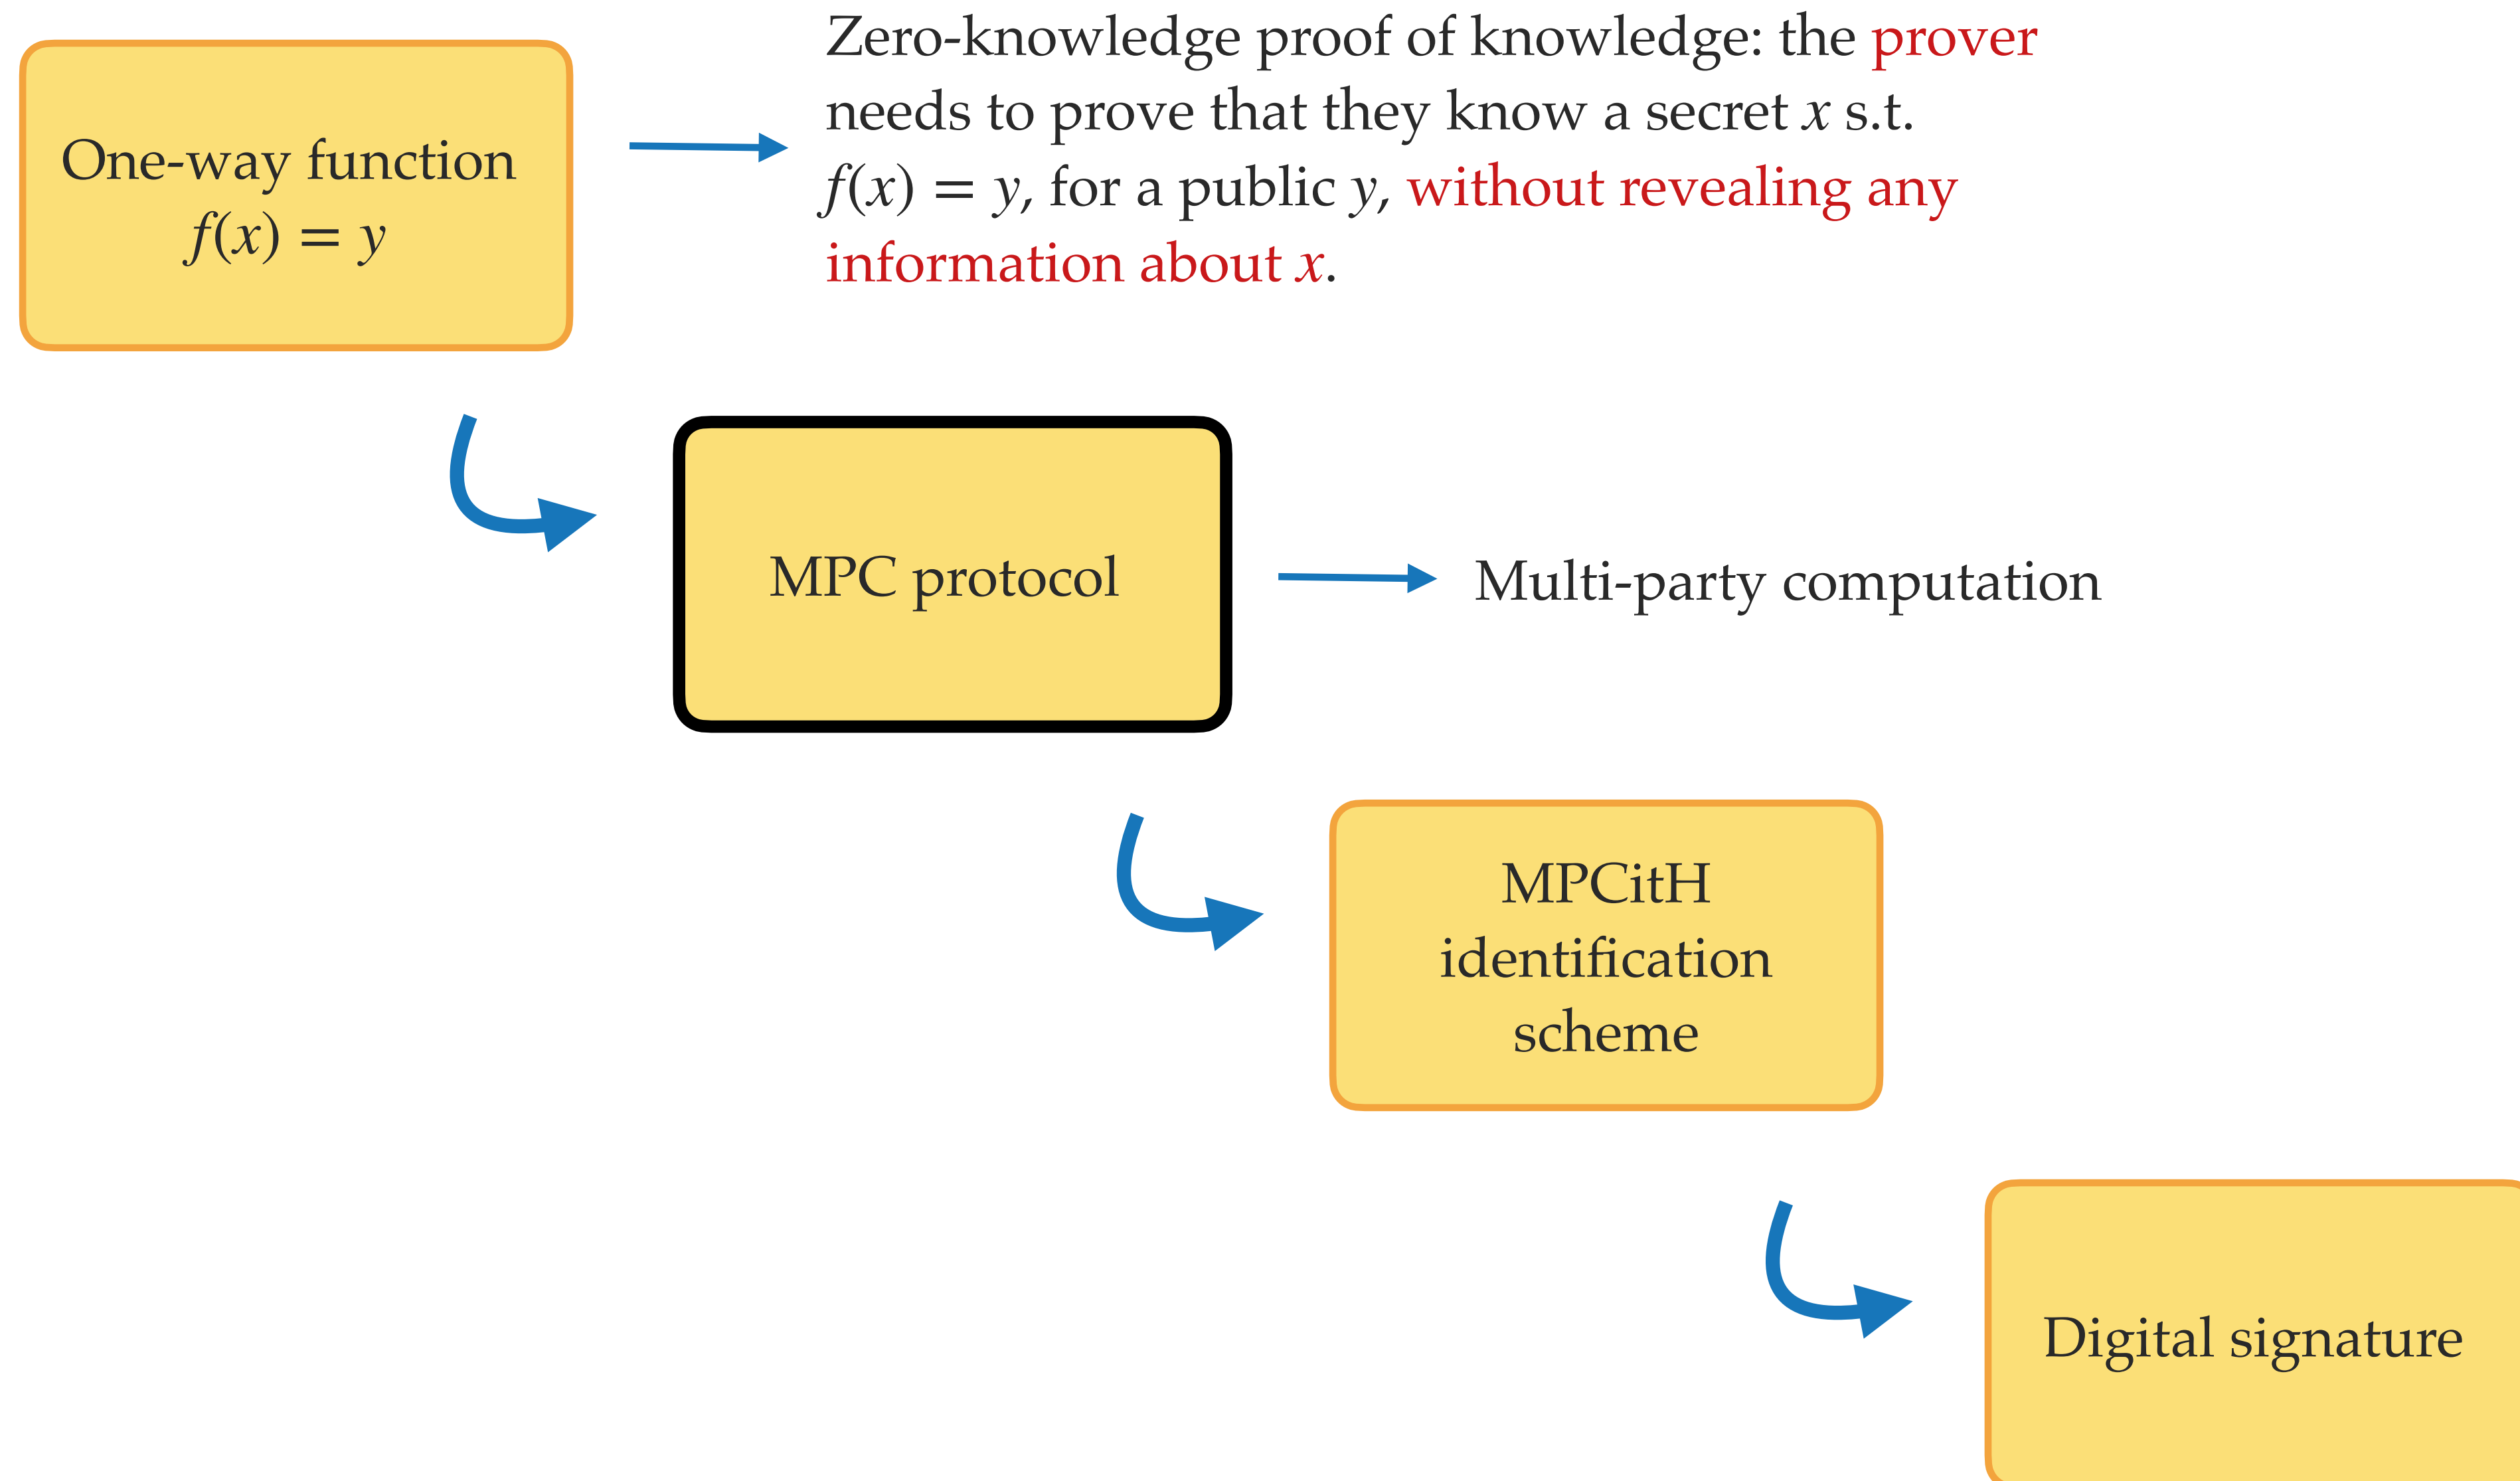 Zero-knowledge proof of knowledge: the prover
needs to prove that they know a secret x s.t.
f(x) = y, for a public y, without revealing any
information about x.
One-way function
f(x) = y
MPC protocol
Multi-party computation
MPCitH
identification
scheme
Digital signature